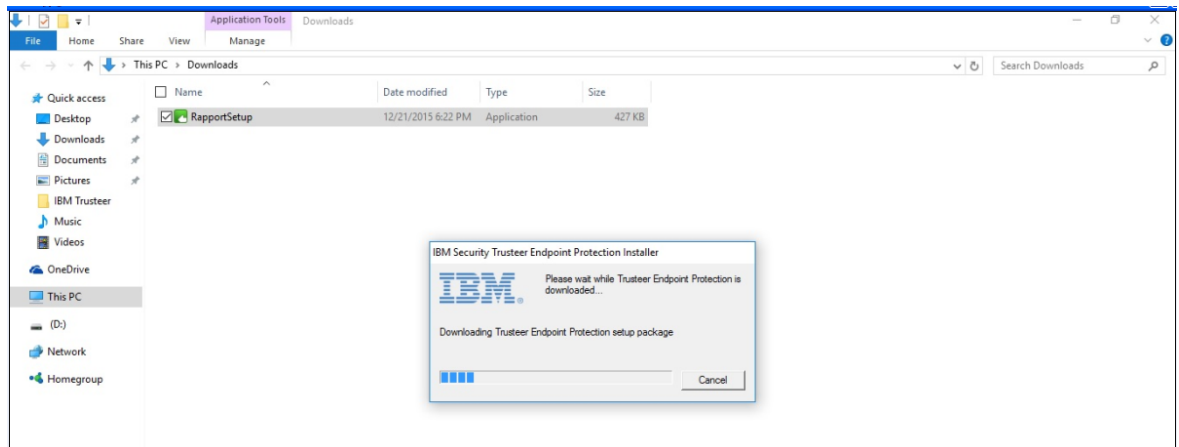 Application Tools
Downloads
File
Home
Share
View
Manage
This PC > Downloads
Search Downloads
Name
Date modified
Type
Size
RapportSetup
12/21/2015 6:22 PM
Application
427 KB
Quick access
Desktop
Downloads
Documents
Pictures
IBM Trusteer
Music
Videos
OneDrive
This PC
(D:)
Network
Homegroup
IBM Security Trusteer Endpoint Protection Installer
IBM®
Please wait while Trusteer Endpoint Protection is
downloaded...
Downloading Trusteer Endpoint Protection setup package
Cancel